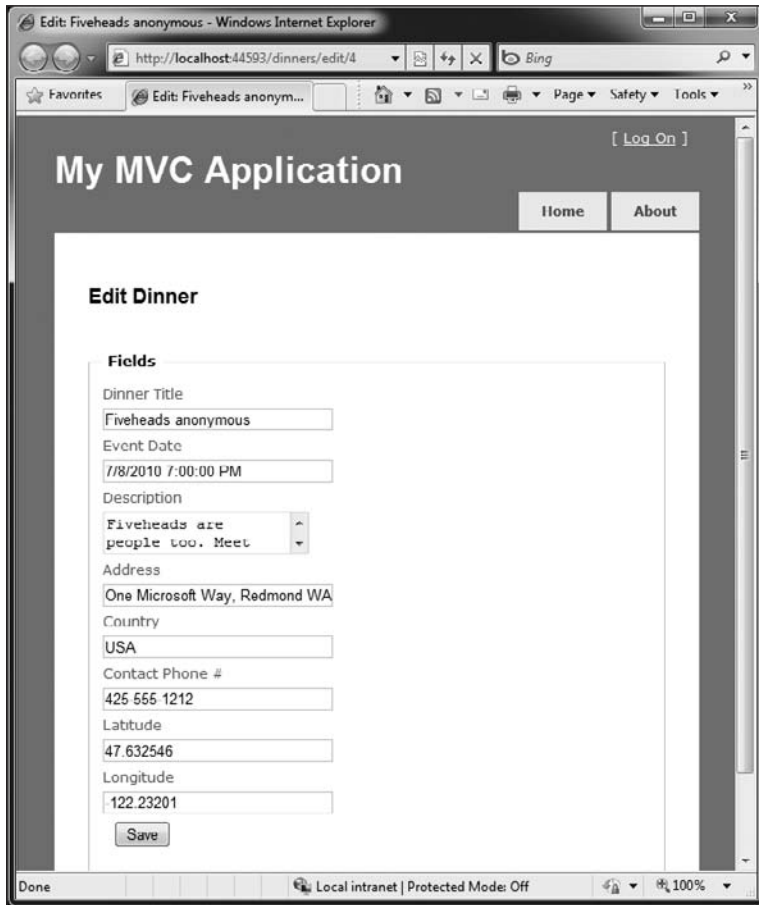 Edit: Fiveheads anonymous - Windows Internet Explorer
http://localhost:44593/dinners/edit/4
Bing
Favorites
Edit: Fiveheads anonym...
Page
Safety
Tools
[ Log On ]
My MVC Application
Home
About
Edit Dinner
Fields
Dinner Title
Fiveheads anonymous
Event Date
7/8/2010 7:00:00 PM
Description
Fiveheads are
people too. Meet
Address
One Microsoft Way, Redmond WA
Country
USA
Contact Phone #
425-555-1212
Latitude
47.632546
Longitude
-122.23201
Save
Done
Local intranet | Protected Mode: Off
100%